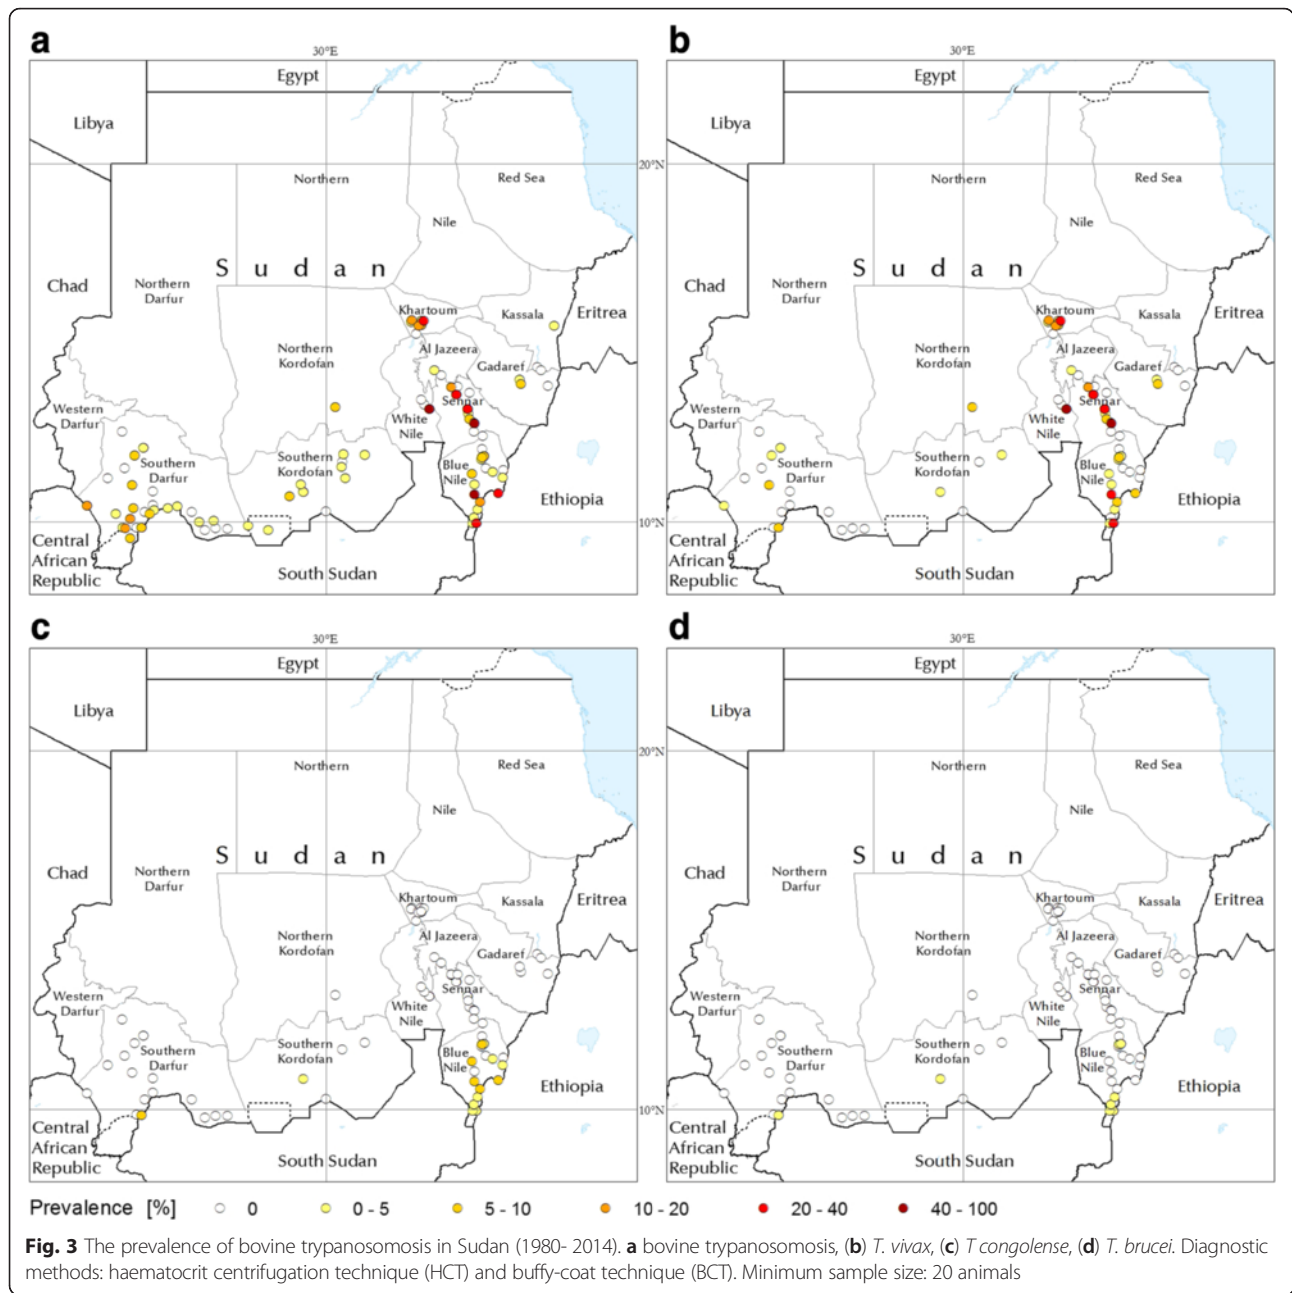 a
b
30°E
30°E
Egypt
Egypt
Libya
Libya
20°N
Northern
Red Sea
Northern
Red Sea
Nile
Nile
Sudan
Sudan
Chad
Northern
Darfur
Chad
Northern
Darfur
Khartoum
Kassala
Eritrea
Khartoum
Kassala
Eritrea
Northern
Kordofan
Al Jazeera
Gadaref
Northern
Kordofan
Al Jazeera
Gadaref
Western
Darfur
White
Nile
Sennar
Western
Darfur
White
Nile
Sennar
Southern
Darfur
Southern
Kordofan
Blue
Nile
Ethiopia
Southern
Darfur
Southern
Kordofan
Blue
Nile
Ethiopia
10°N
Central
African
Republic
South Sudan
Central
African
Republic
South Sudan
c
d
30°E
30°E
Egypt
Egypt
Libya
Libya
20°N
Northern
Red Sea
Northern
Red Sea
Nile
Nile
Sudan
Sudan
Chad
Northern
Darfur
Chad
Northern
Darfur
Khartoum
Kassala
Eritrea
Khartoum
Kassala
Eritrea
Northern
Kordofan
Al Jazeera
Gadaref
Northern
Kordofan
Al Jazeera
Gadaref
Western
Darfur
White
Nile
Sennar
Western
Darfur
White
Nile
Sennar
Southern
Darfur
Southern
Kordofan
Blue
Nile
Ethiopia
Southern
Darfur
Southern
Kordofan
Blue
Nile
Ethiopia
10°N
Central
African
Republic
South Sudan
Central
African
Republic
South Sudan
Prevalence [%] 0 0 - 5 5 - 10 10 - 20 20 - 40 40 - 100
Fig. 3 The prevalence of bovine trypanosomosis in Sudan (1980- 2014). a bovine trypanosomosis, (b) T. vivax, (c) T congolense, (d) T. brucei. Diagnostic
methods: haematocrit centrifugation technique (HCT) and buffy-coat technique (BCT). Minimum sample size: 20 animals